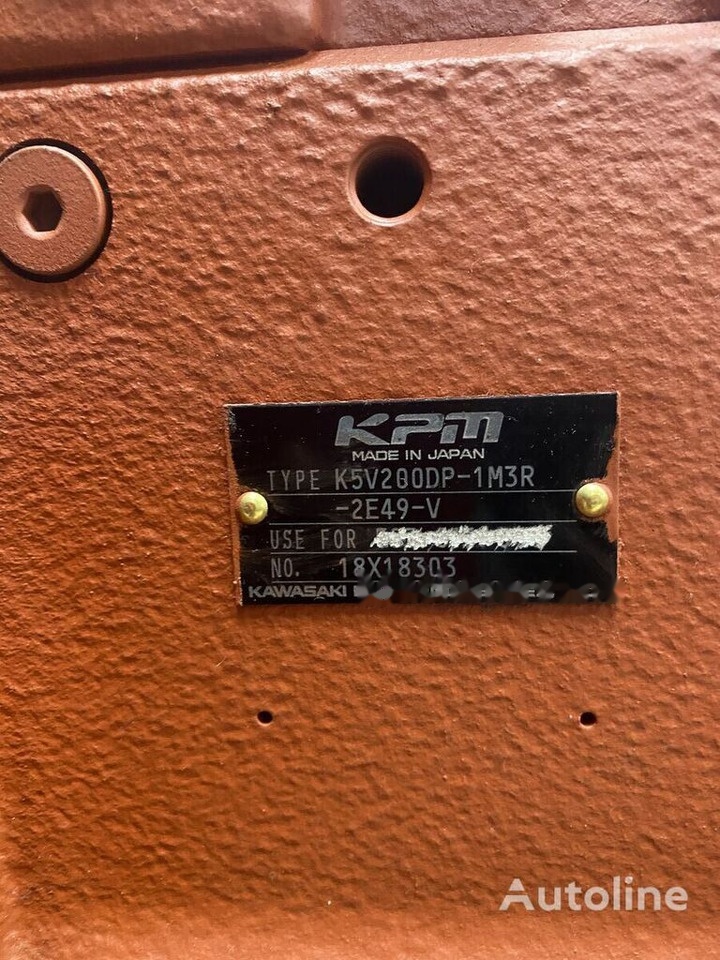 KPM
MADE IN JAPAN
TYPE K5V200DP-1M3R
-2E49-V
USE FOR
NO. 18X18303
KAWASAKI
Autoline